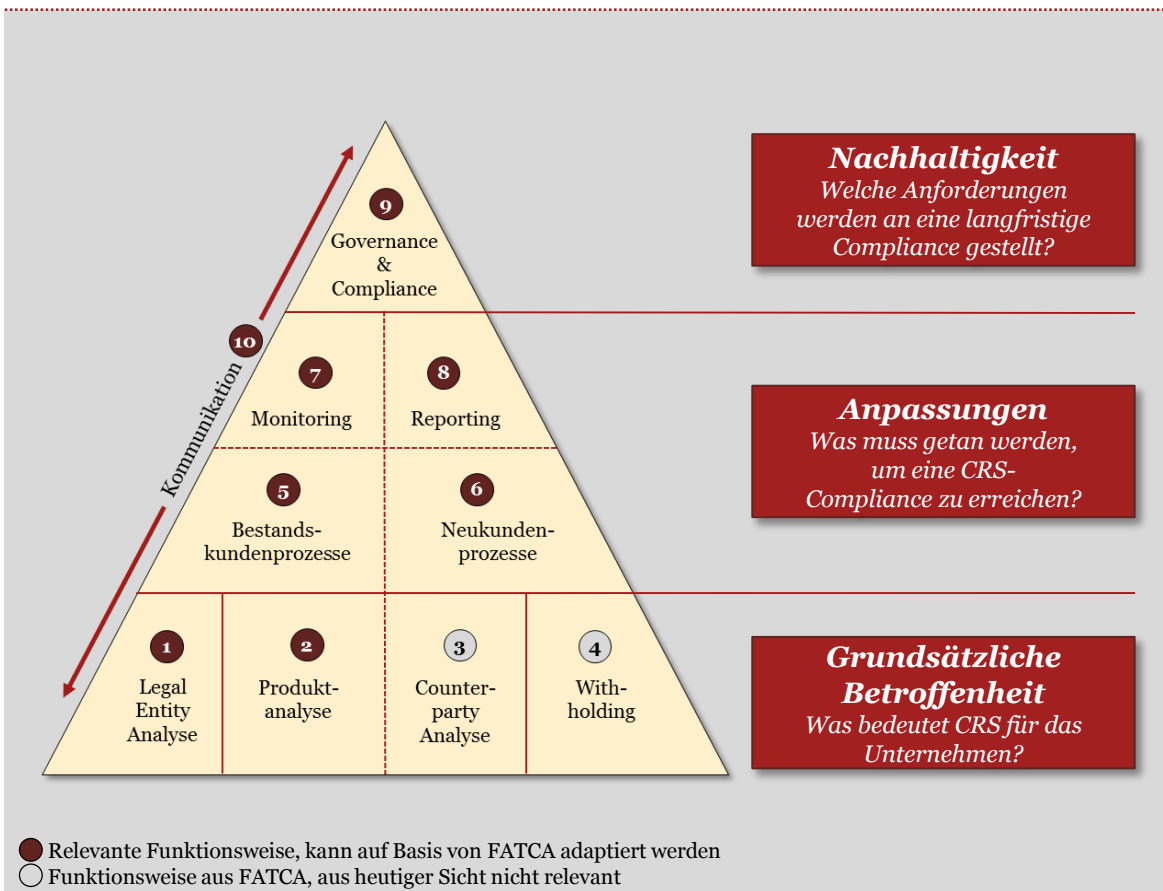 9
Governance
&
Compliance
Nachhaltigkeit
Welche Anforderungen
werden an eine langfristige
Compliance gestellt?
10
Kommunikation
7
Monitoring
8
Reporting
5
Bestands-
kundenprozesse
6
Neukunden-
prozesse
Anpassungen
Was muss getan werden,
um eine CRS-
Compliance zu erreichen?
1
Legal
Entity
Analyse
2
Produkt-
analyse
3
Counter-
party
Analyse
4
With-
holding
Grundsätzliche
Betroffenheit
Was bedeutet CRS für das
Unternehmen?
Relevante Funktionsweise, kann auf Basis von FATCA adaptiert werden
Funktionsweise aus FATCA, aus heutiger Sicht nicht relevant